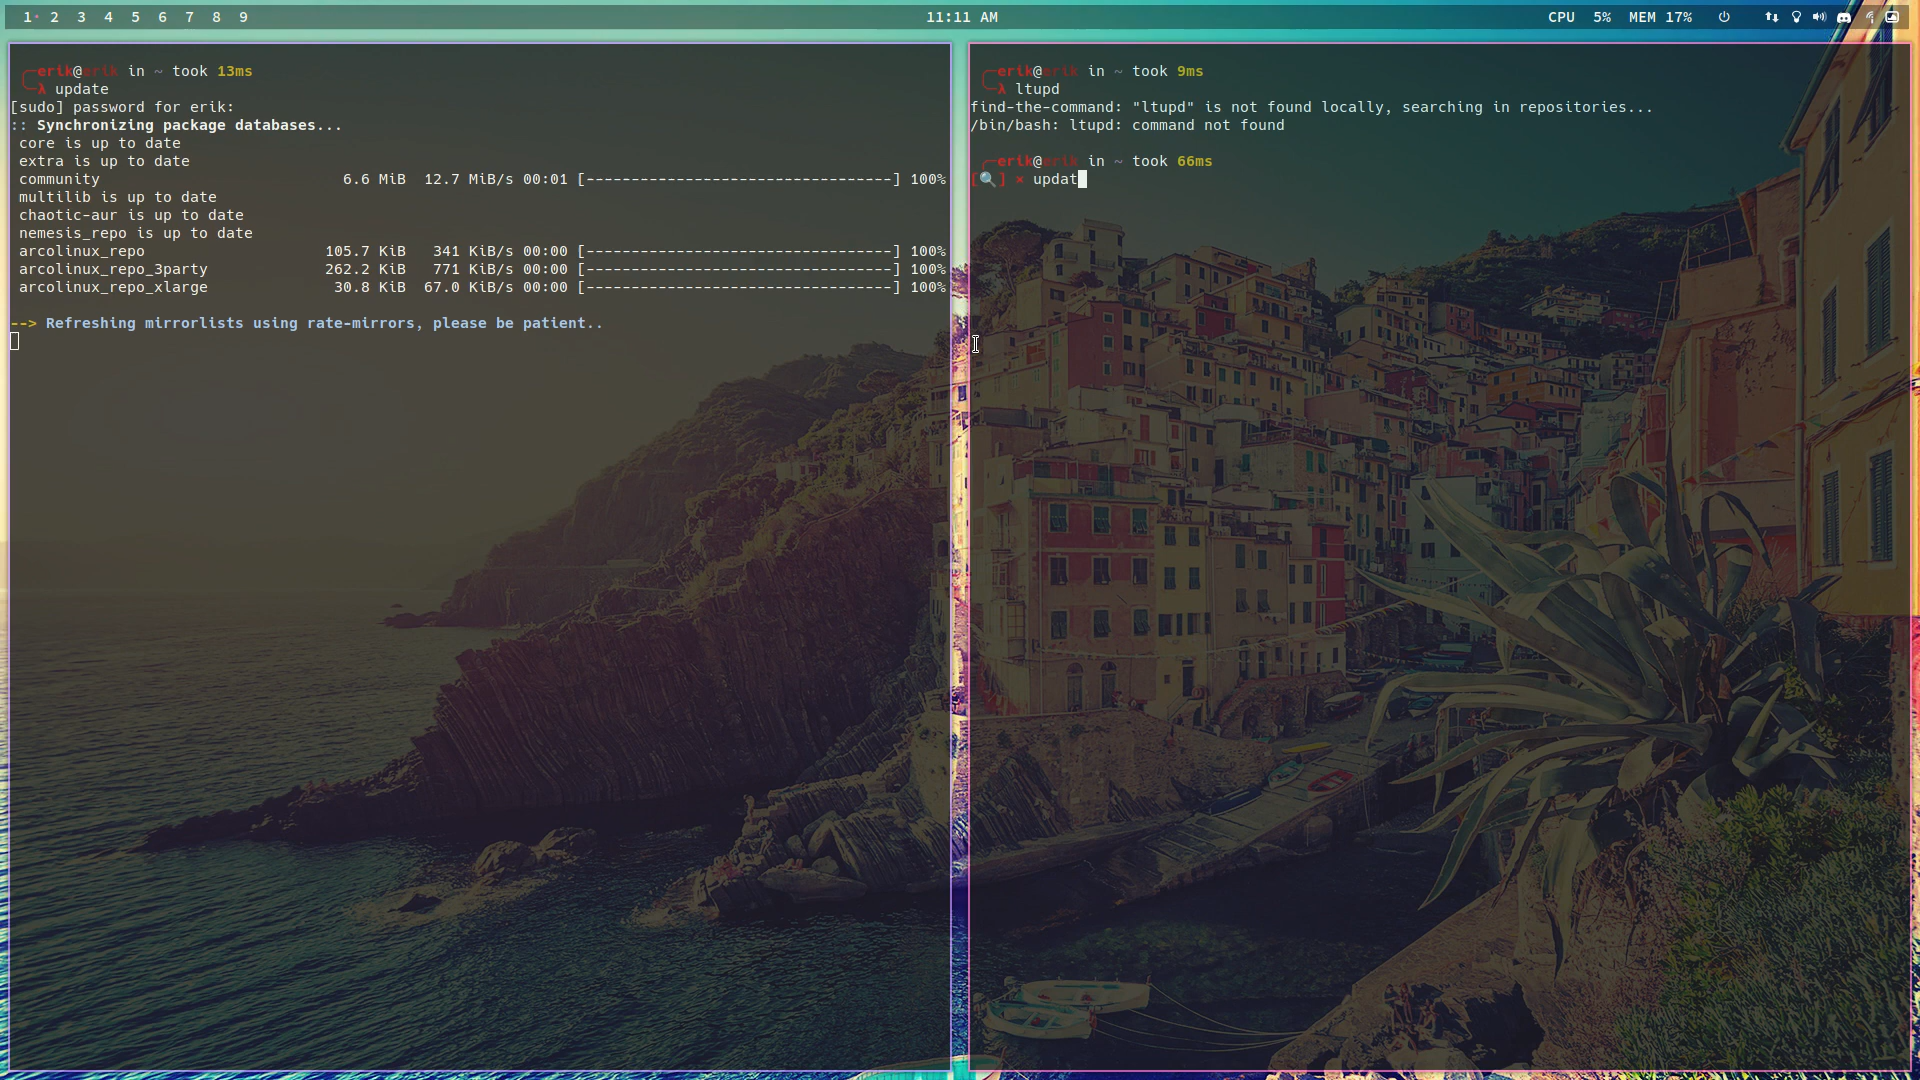 1 2 3 4 5 6 7 8 9
11:11 AM
CPU 5% MEM 17%
erik@erik in ~ took 13ms
λ update
[sudo] password for erik:
:: Synchronizing package databases...
core is up to date
extra is up to date
community 6.6 MiB 12.7 MiB/s 00:01 [----------------------------------] 100%
multilib is up to date
chaotic-aur is up to date
nemesis_repo is up to date
arcolinux_repo 105.7 KiB 341 KiB/s 00:00 [----------------------------------] 100%
arcolinux_repo_3party 262.2 KiB 771 KiB/s 00:00 [----------------------------------] 100%
arcolinux_repo_xlarge 30.8 KiB 67.0 KiB/s 00:00 [----------------------------------] 100%
--> Refreshing mirrorlists using rate-mirrors, please be patient..
erik@erik in ~ took 9ms
λ ltupd
find-the-command: "ltupd" is not found locally, searching in repositories...
/bin/bash: ltupd: command not found
erik@erik in ~ took 66ms
[🔍] × updat